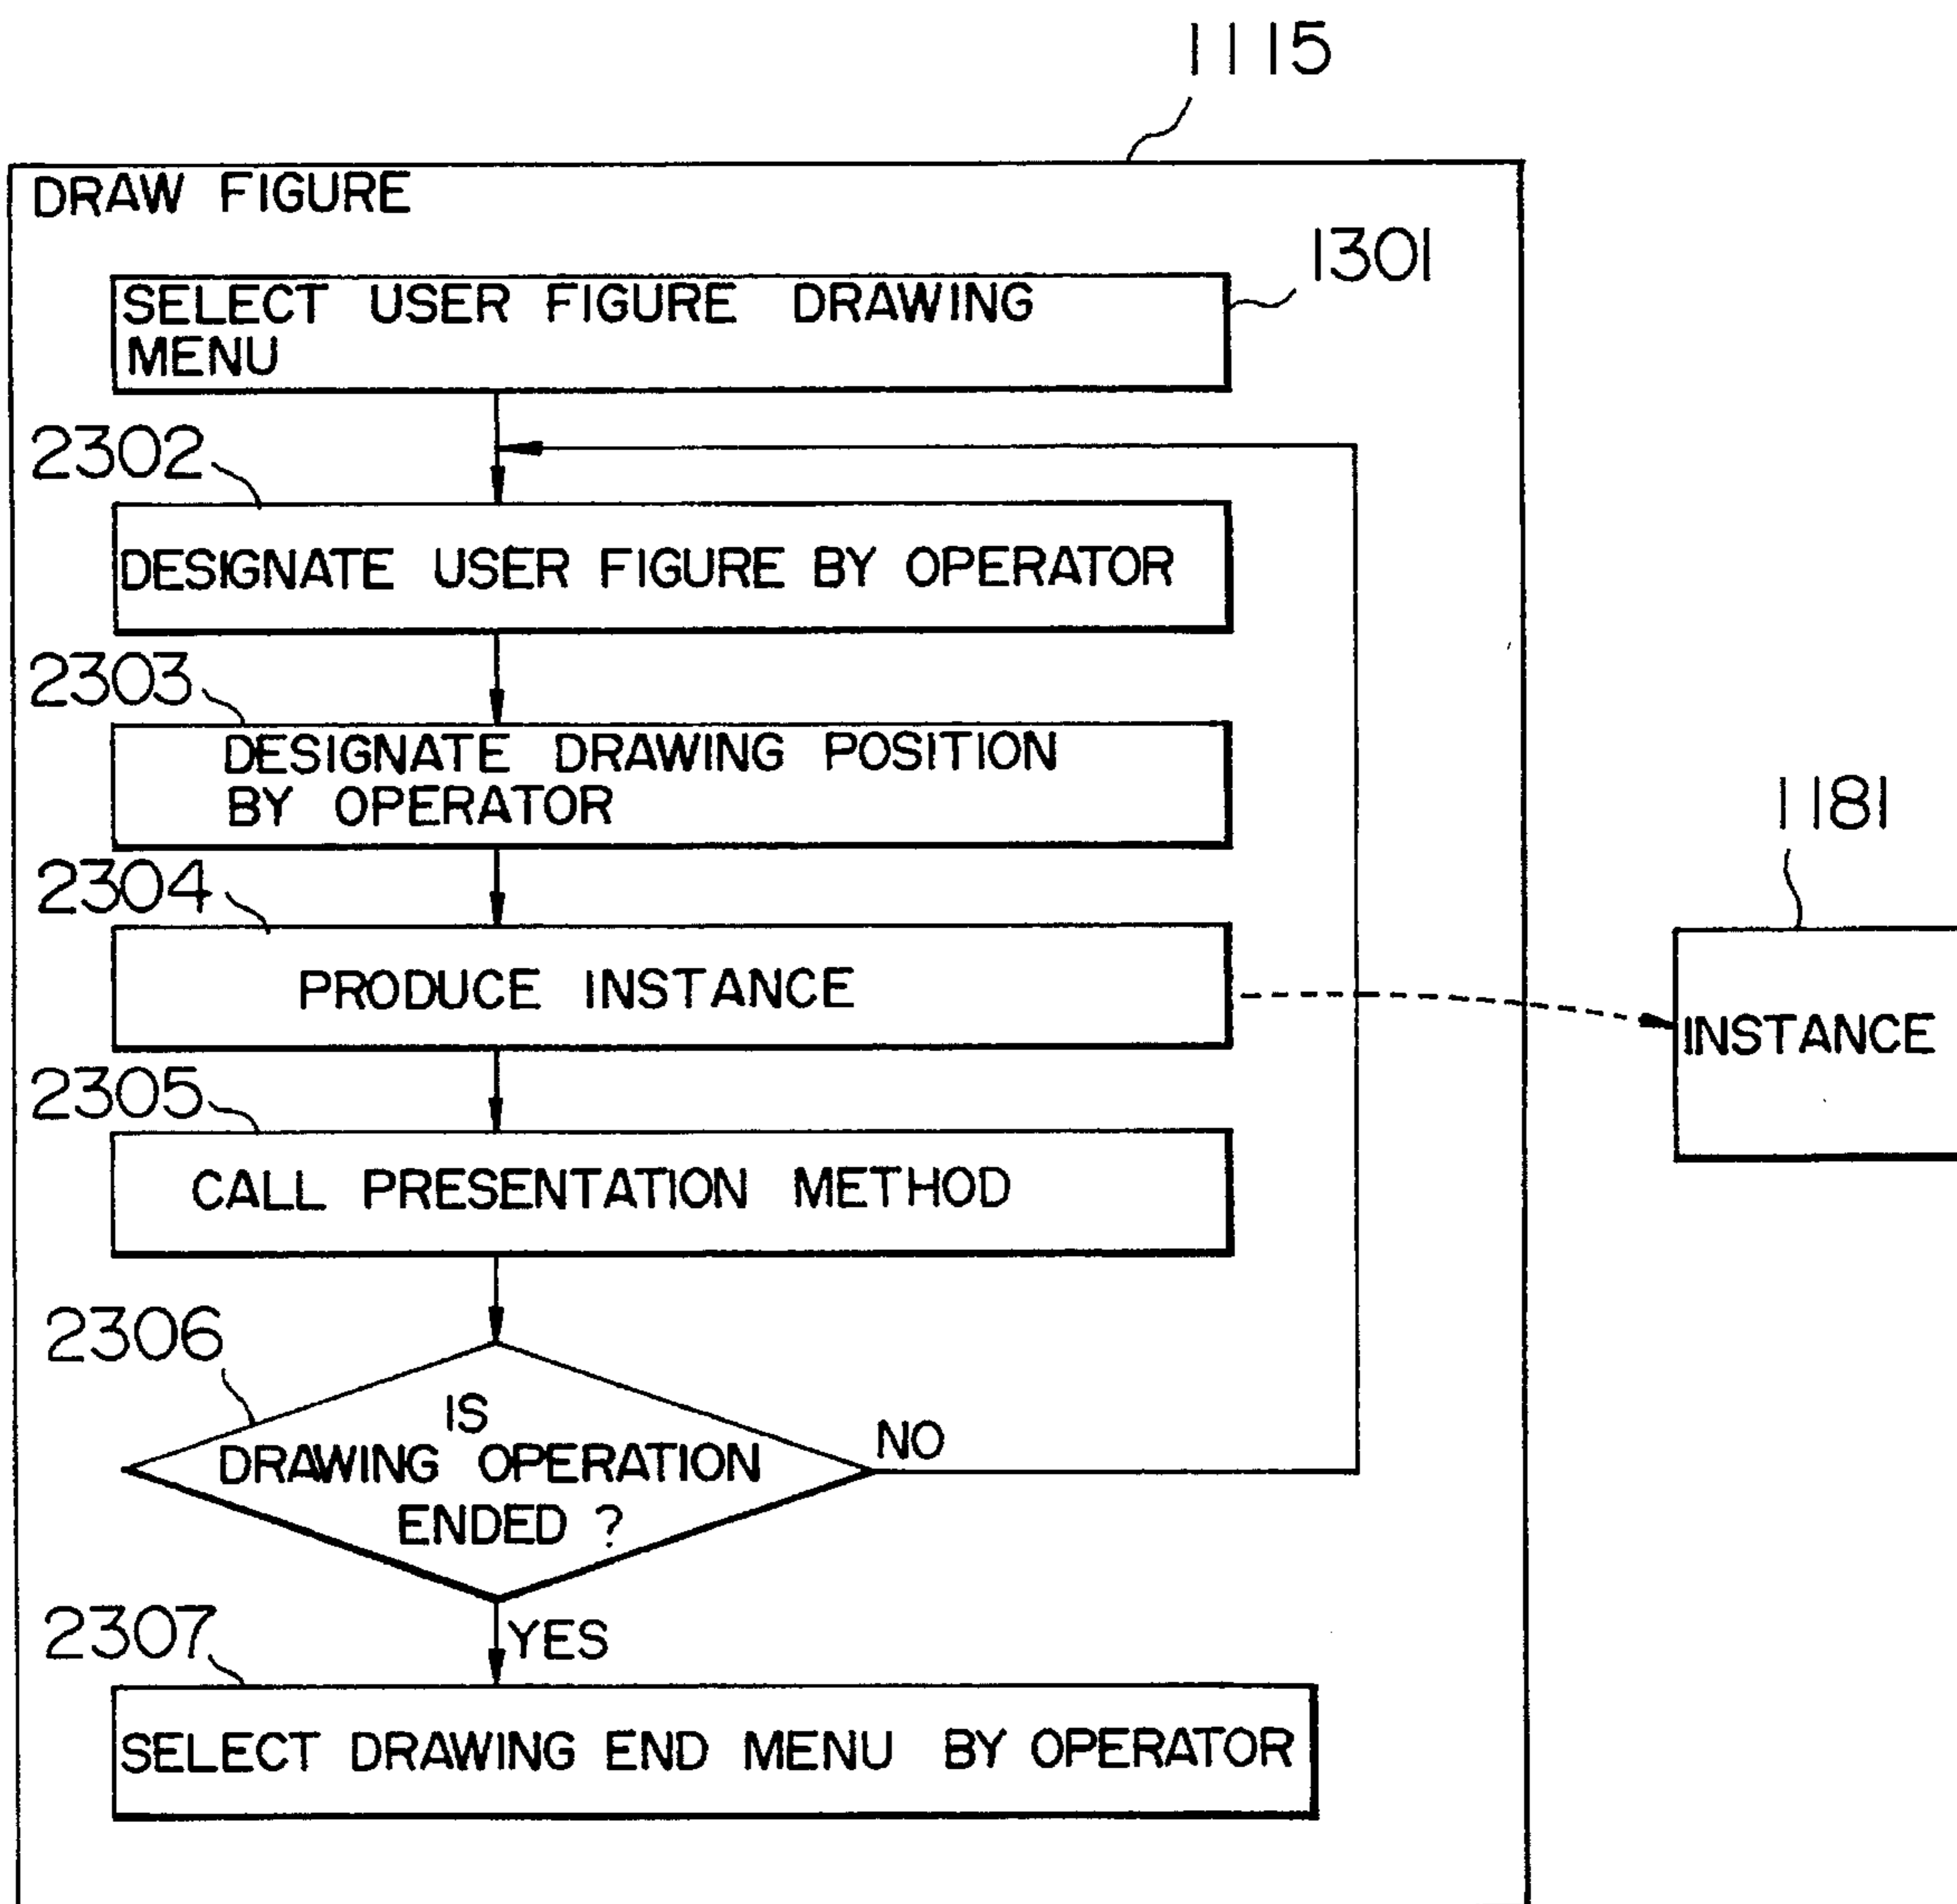 1115
DRAW FIGURE
1301
SELECT USER FIGURE DRAWING
MENU
2302
DESIGNATE USER FIGURE BY OPERATOR
2303
DESIGNATE DRAWING POSITION
BY OPERATOR
1181
2304
PRODUCE INSTANCE
INSTANCE
2305
CALL PRESENTATION METHOD
2306
IS
DRAWING OPERATION
ENDED ?
NO
YES
2307
SELECT DRAWING END MENU BY OPERATOR